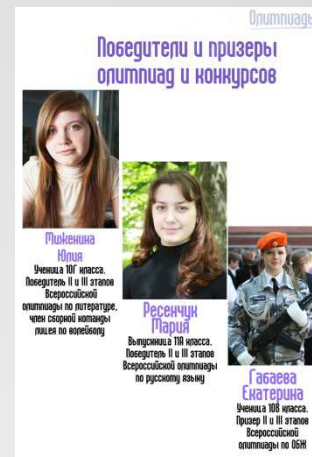 Олимпиады
Победители и призеры
олимпиад и конкурсов
Миженина
Юлия
Ученица 10Г класса.
Победитель II и III этапов
Всероссийской
олимпиады по литературе,
член сборной команды
лицея по волейболу
Ресенчук
Мария
Выпускница 11А класса.
Победитель II и III этапов
Всероссийской олимпиады
по русскому языку
Габаева
Екатерина
Ученица 10В класса.
Призер II и III этапов
Всероссийской
олимпиады по ОБЖ